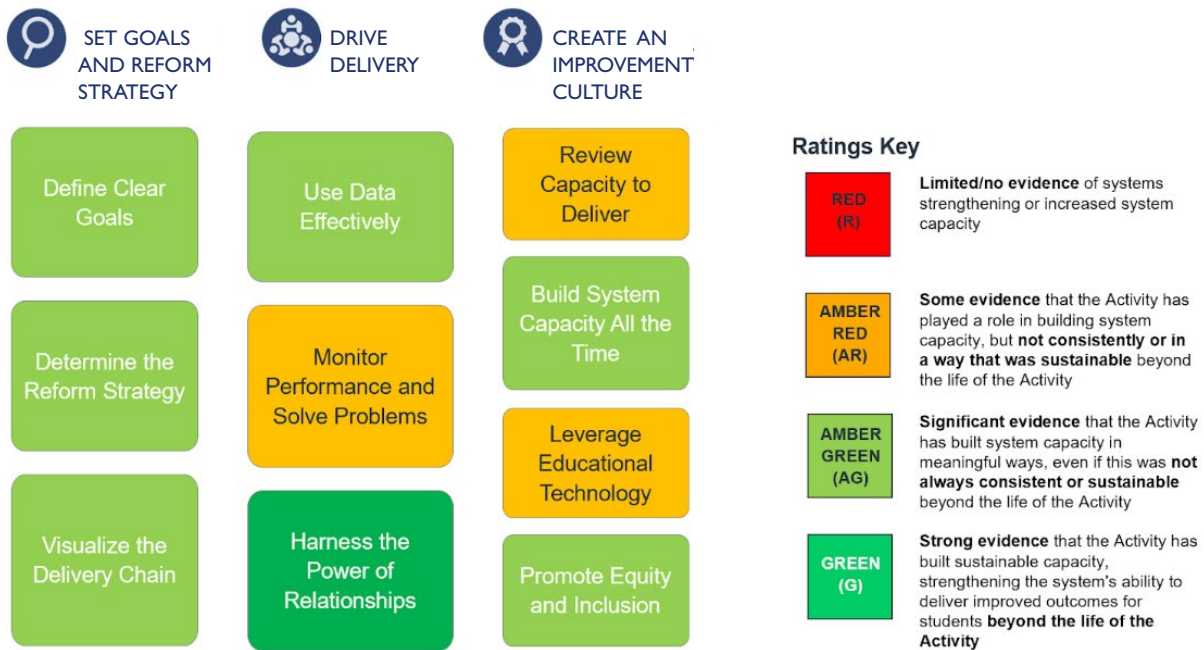 SET GOALS
AND REFORM
STRATEGY
Define Clear
Goals
Determine the
Reform Strategy
Visualize the
Delivery Chain
DRIVE
DELIVERY
Use Data
Effectively
Monitor
Performance and
Solve Problems
Harness the
Power of
Relationships
CREATE AN
IMPROVEMENT
CULTURE
Review
Capacity to
Deliver
Build System
Capacity All the
Time
Leverage
Educational
Technology
Promote Equity
and Inclusion
Ratings Key
RED
(R)
Limited/no evidence of systems
strengthening or increased system
capacity
AMBER
RED
(AR)
Some evidence that the Activity has
played a role in building system
capacity, but not consistently or in
a way that was sustainable beyond
the life of the Activity
AMBER
GREEN
(AG)
Significant evidence that the Activity
has built system capacity in
meaningful ways, even if this was not
always consistent or sustainable
beyond the life of the Activity
GREEN
(G)
Strong evidence that the Activity has
built sustainable capacity,
strengthening the system's ability to
deliver improved outcomes for
students beyond the life of the
Activity